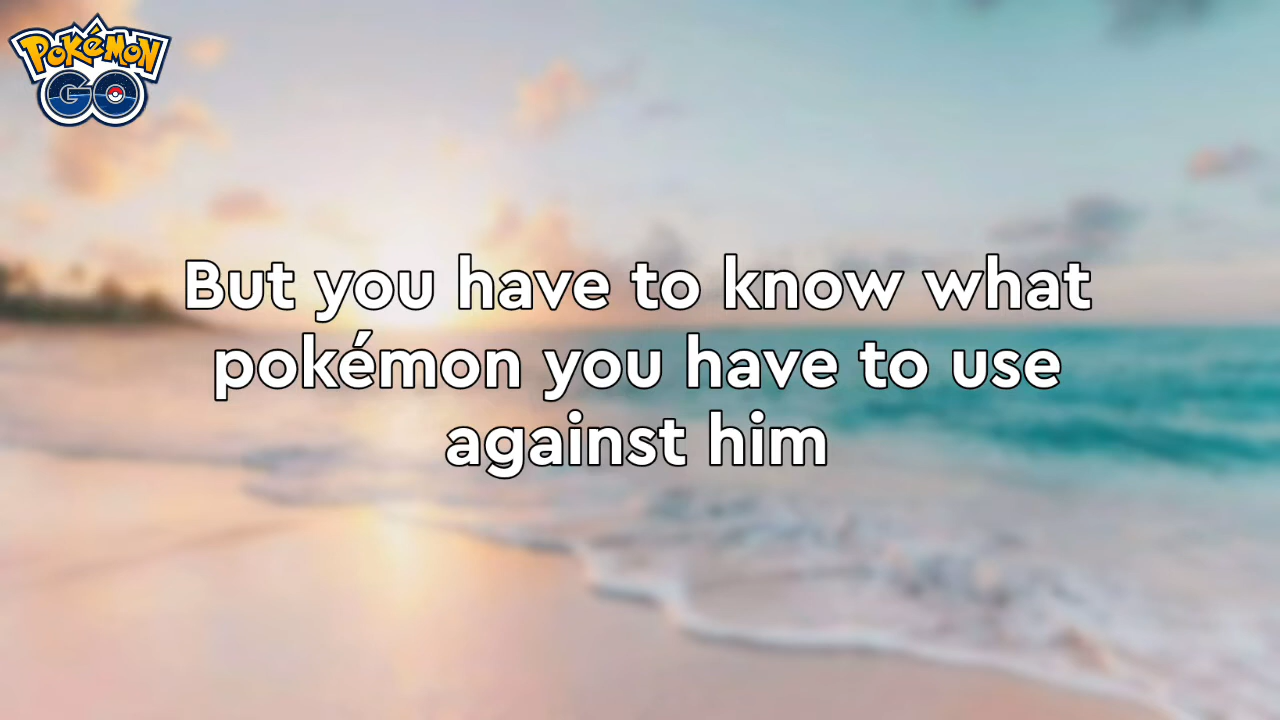 POKÉMON
GO
But you have to know what
pokémon you have to use
against him